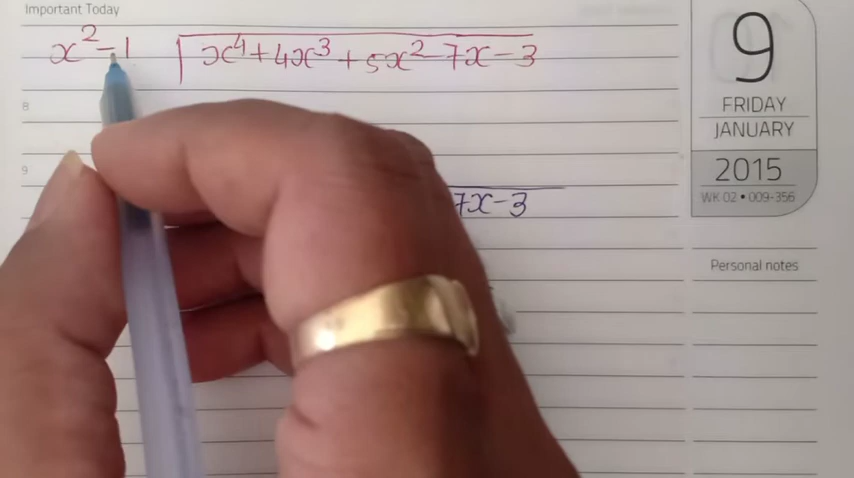 Important Today
x² - 1 | x⁴ + 4x³ + 5x² - 7x - 3
8
9
7x - 3
9
FRIDAY
JANUARY
2015
WK 02 • 009-356
Personal notes